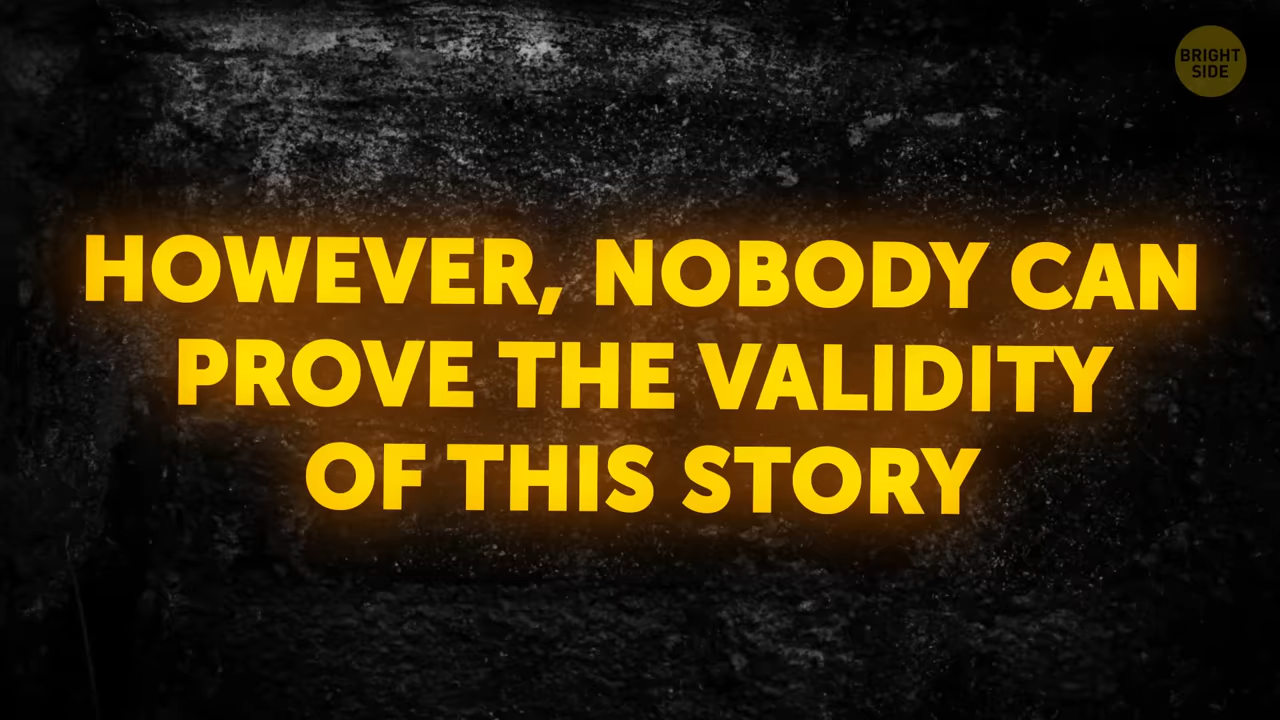 BRIGHT
SIDE
HOWEVER, NOBODY CAN
PROVE THE VALIDITY
OF THIS STORY